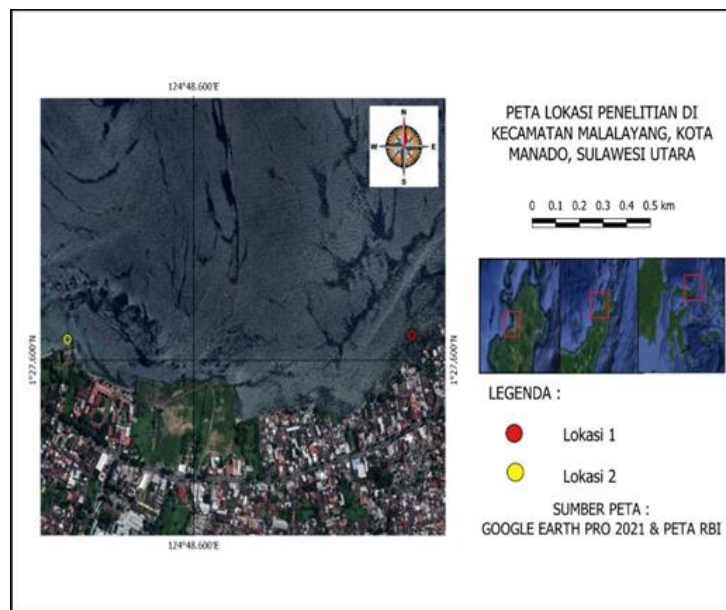 124°48.600'E
N
W E
S
1°27.600'N
1°27.600'N
124°48.600'E
PETA LOKASI PENELITIAN DI
KECAMATAN MALALAYANG, KOTA
MANADO, SULAWESI UTARA
0 0.1 0.2 0.3 0.4 0.5 km
LEGENDA :
Lokasi 1
Lokasi 2
SUMBER PETA :
GOOGLE EARTH PRO 2021 & PETA RBI